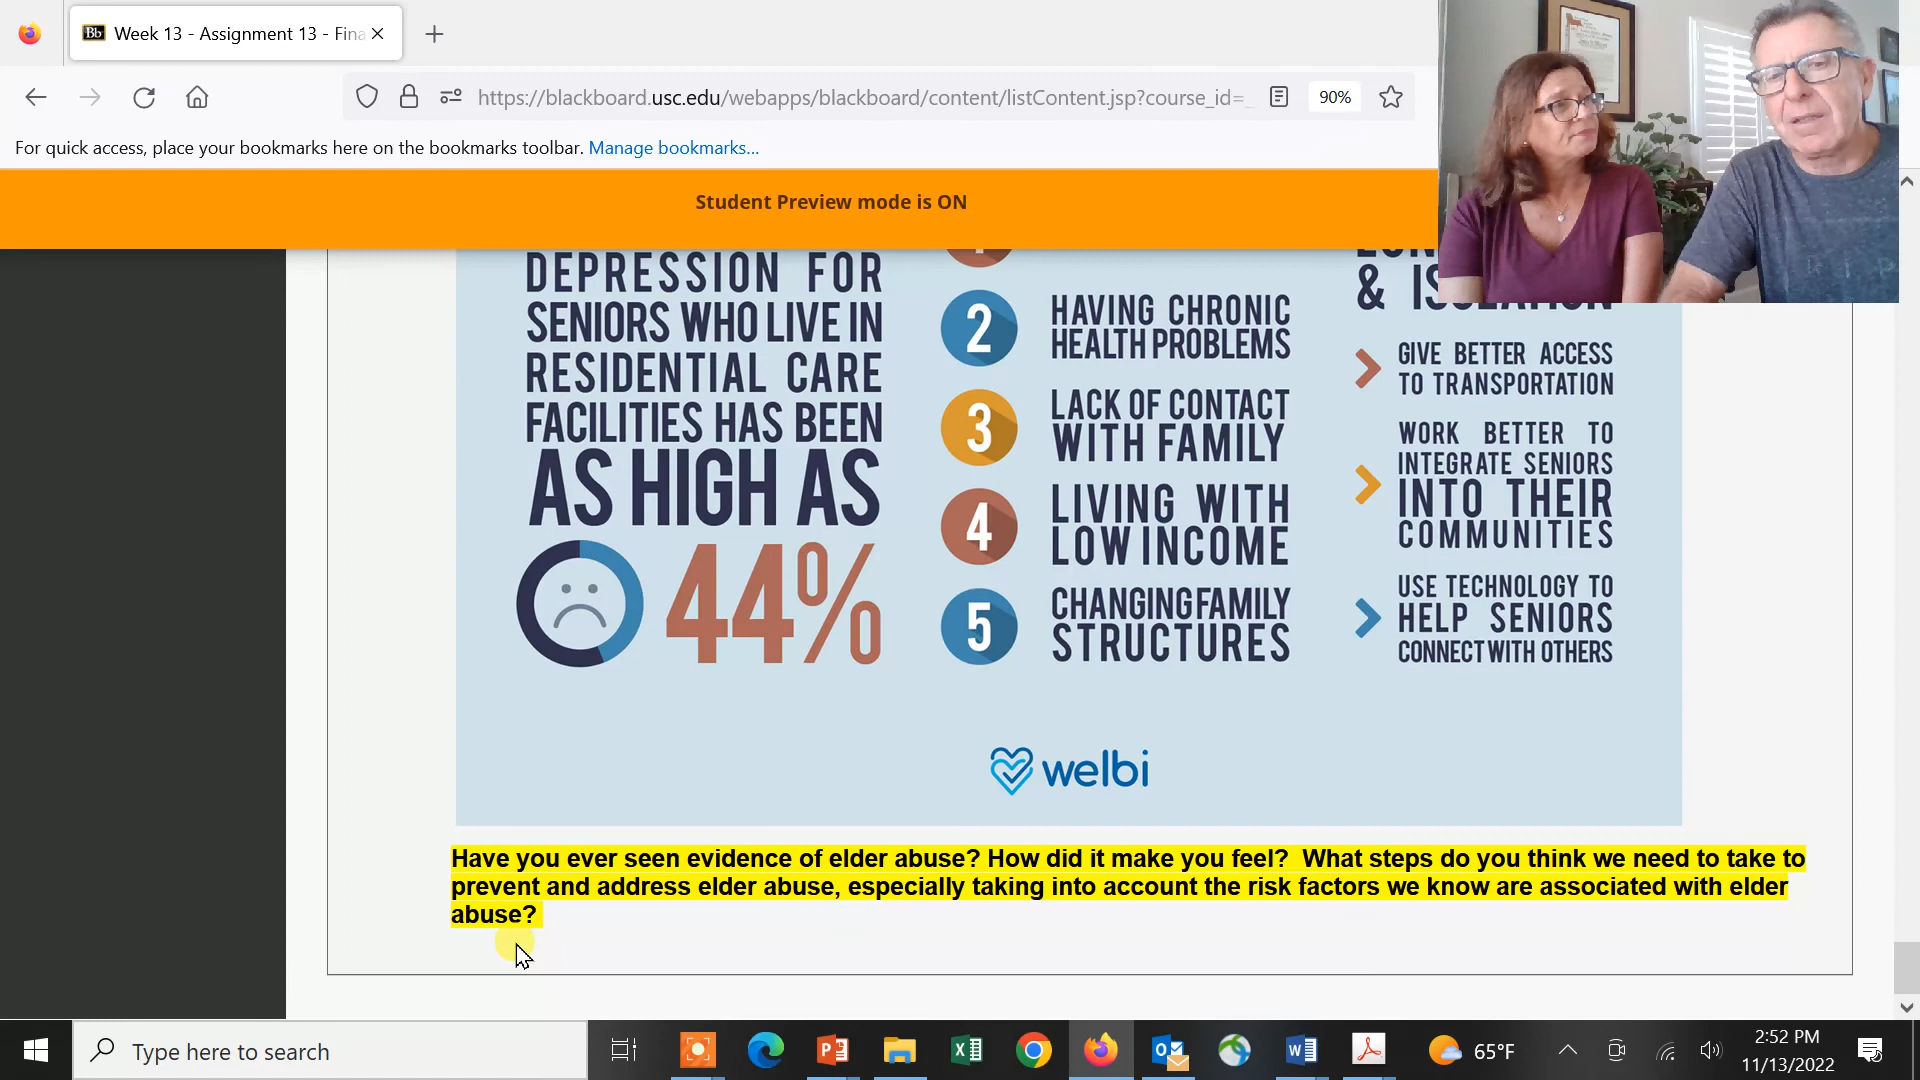 Week 13 - Assignment 13 - Fina
https://blackboard.usc.edu/webapps/blackboard/content/listContent.jsp?course_id=_
90%
For quick access, place your bookmarks here on the bookmarks toolbar. Manage bookmarks...
Student Preview mode is ON
DEPRESSION FOR
SENIORS WHO LIVE IN
RESIDENTIAL CARE
FACILITIES HAS BEEN
AS HIGH AS
44%
2 HAVING CHRONIC
HEALTH PROBLEMS
3 LACK OF CONTACT
WITH FAMILY
4 LIVING WITH
LOW INCOME
5 CHANGING FAMILY
STRUCTURES
&
GIVE BETTER ACCESS
TO TRANSPORTATION
WORK BETTER TO
INTEGRATE SENIORS
INTO THEIR
COMMUNITIES
USE TECHNOLOGY TO
HELP SENIORS
CONNECT WITH OTHERS
welbi
Have you ever seen evidence of elder abuse? How did it make you feel? What steps do you think we need to take to
prevent and address elder abuse, especially taking into account the risk factors we know are associated with elder
abuse?
Type here to search
65°F
2:52 PM
11/13/2022